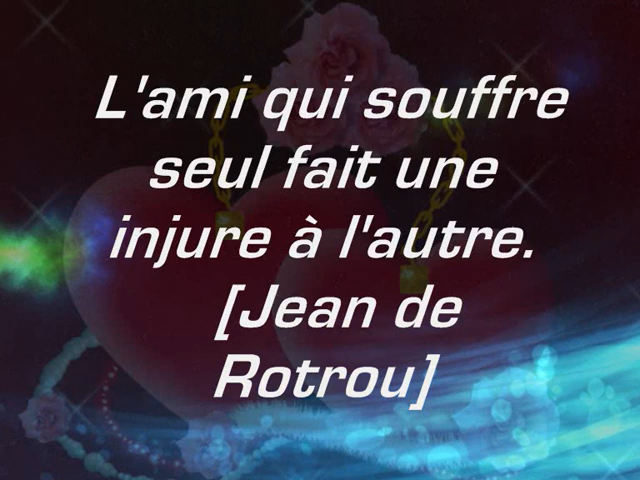 L'ami qui souffre
seul fait une
injure à l'autre.
[Jean de
Rotrou]